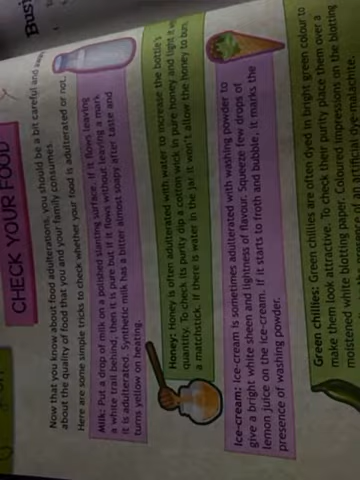 Busi
CHECK YOUR FOOD
Now that you know about food adulterations, you should be a bit careful and
about the quality of food that you and your family consumes.
Here are some simple tricks to check whether your food is adulterated or not.
Milk: Put a drop of milk on a polished slanting surface. If it flows leaving
a white trail behind, then it is pure but if it flows without leaving a mark
it is adulterated. Synthetic milk has a bitter almost soapy after taste and
turns yellow on heating.
Honey: Honey is often adulterated with water to increase the bottle's
quantity. To check its purity dip a cotton wick in pure honey and light it
a matchstick. If there is water in the jar it won't allow the honey to burn.
Ice-cream: Ice-cream is sometimes adulterated with washing powder to
give a bright white sheen and lightness of flavour. Squeeze few drops of
lemon juice on the ice-cream. If it starts to froth and bubble, it marks the
presence of washing powder.
Green chillies: Green chillies are often dyed in bright green colour to
make them look attractive. To check their purity place them over a
moistened white blotting paper. Coloured impressions on the blotting